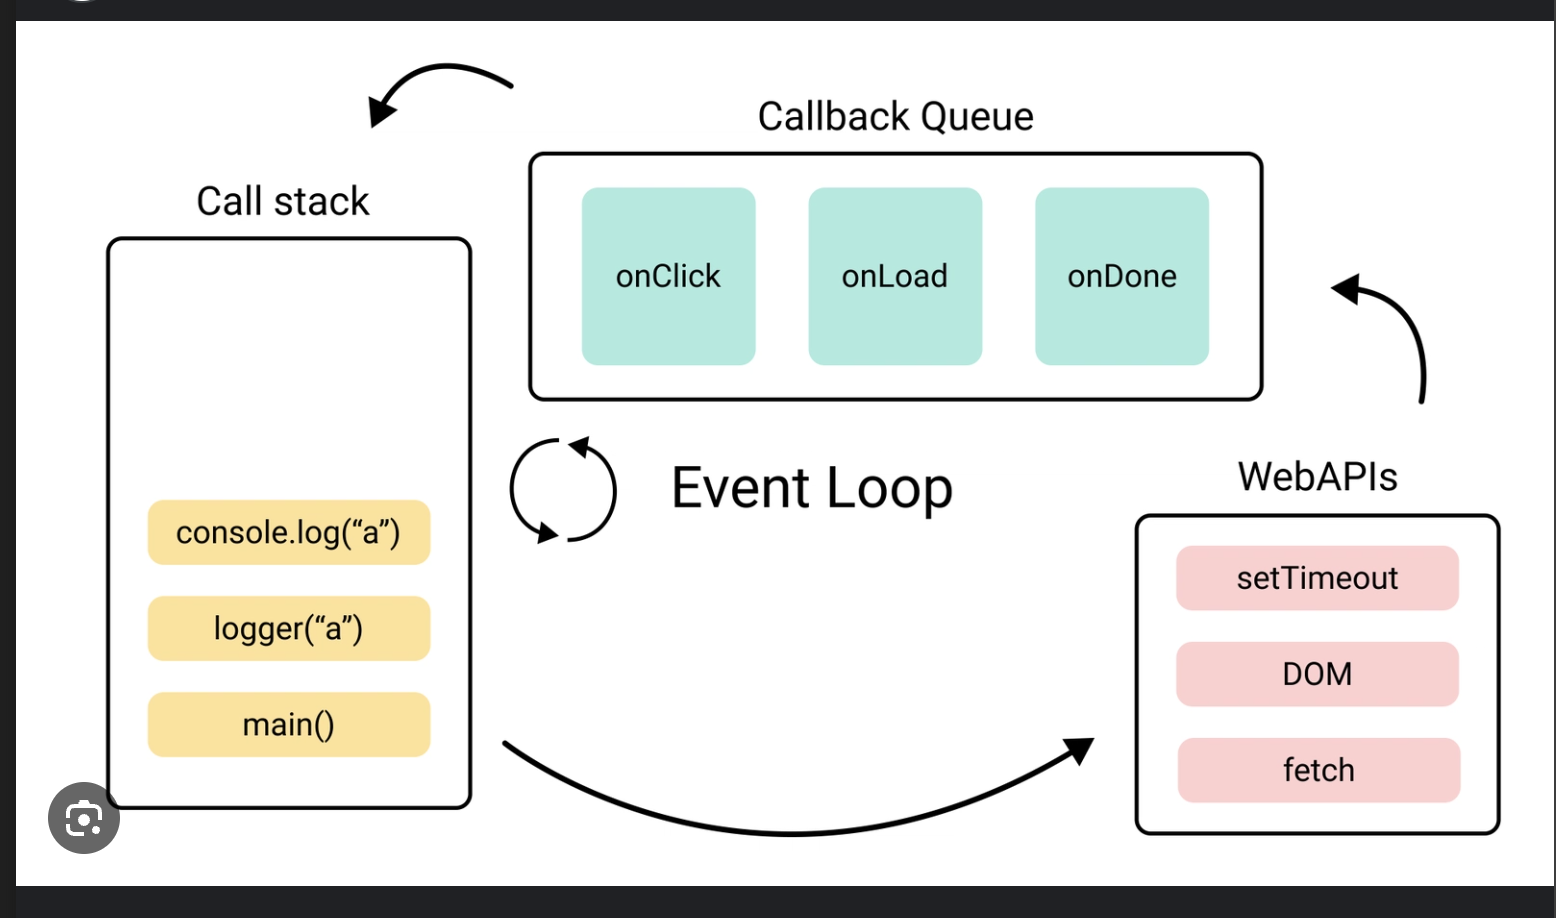 Callback Queue
Call stack
onClick
onLoad
onDone
Event Loop
WebAPIs
console.log(“a”)
logger(“a”)
main()
setTimeout
DOM
fetch